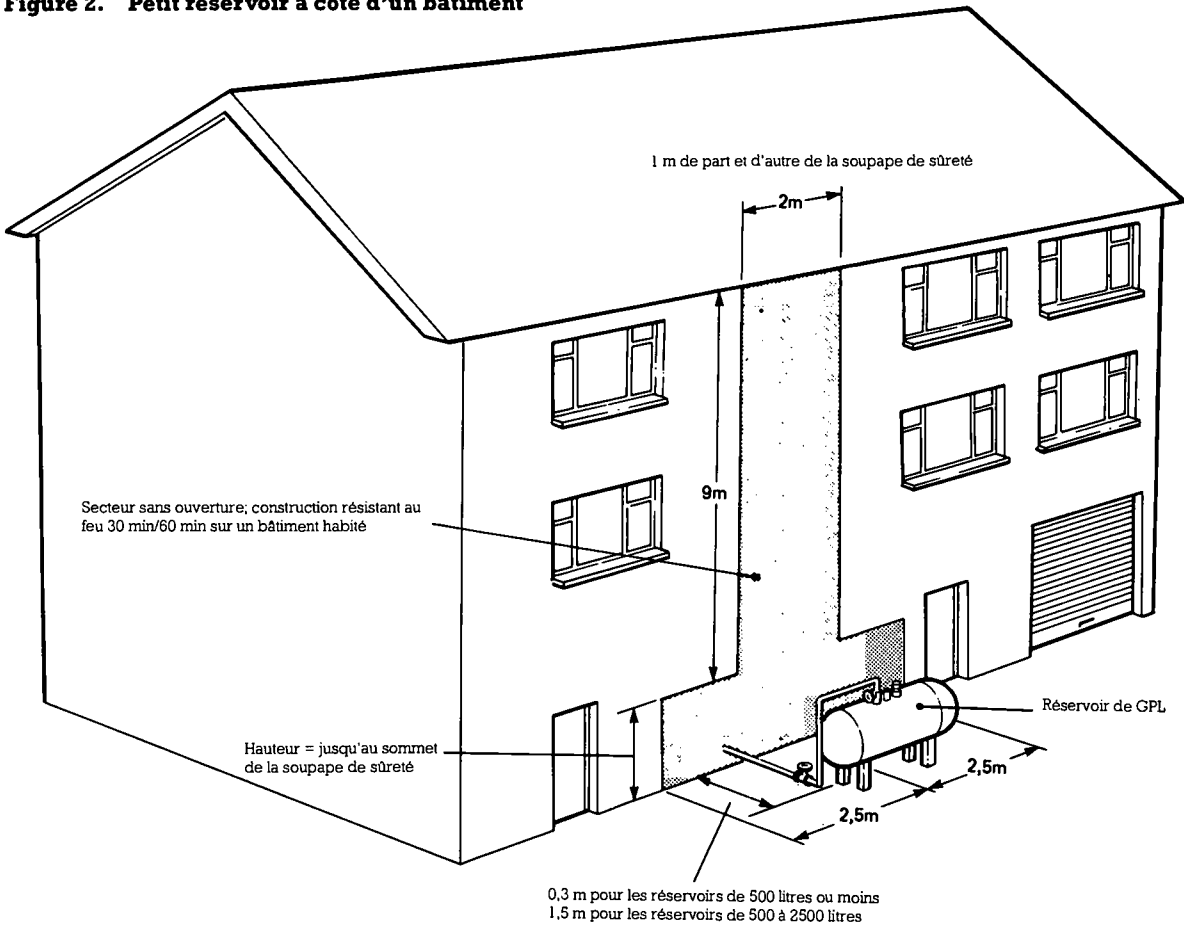 Figure 2. Petit réservoir à côté d'un bâtiment
1 m de part et d'autre de la soupape de sûreté
2m
9m
Secteur sans ouverture; construction résistant au
feu 30 min/60 min sur un bâtiment habité
Réservoir de GPL
Hauteur = jusqu'au sommet
de la soupape de sûreté
2,5m
2,5m
0,3 m pour les réservoirs de 500 litres ou moins
1,5 m pour les réservoirs de 500 à 2500 litres